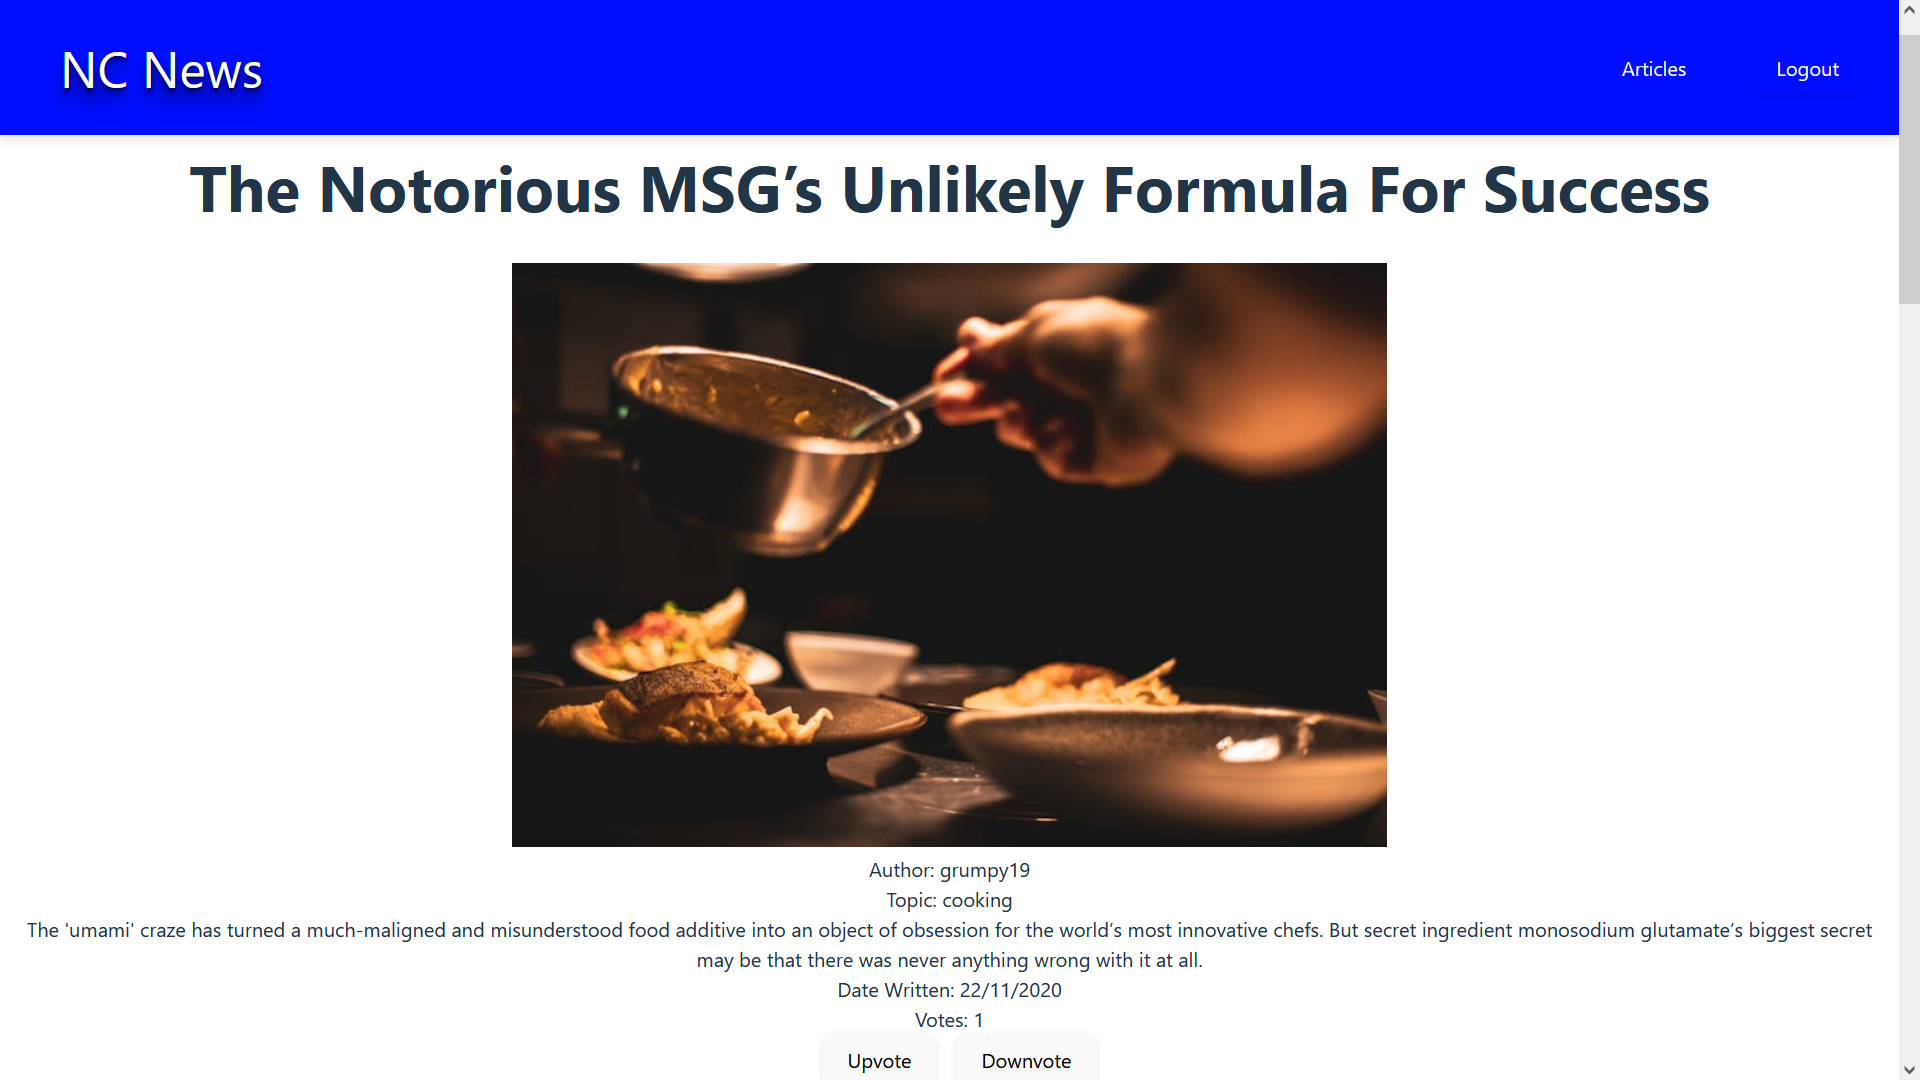 NC News
Articles
Logout
The Notorious MSG’s Unlikely Formula For Success
Author: grumpy19
Topic: cooking
The 'umami' craze has turned a much-maligned and misunderstood food additive into an object of obsession for the world’s most innovative chefs. But secret ingredient monosodium glutamate’s biggest secret
may be that there was never anything wrong with it at all.
Date Written: 22/11/2020
Votes: 1
Upvote
Downvote